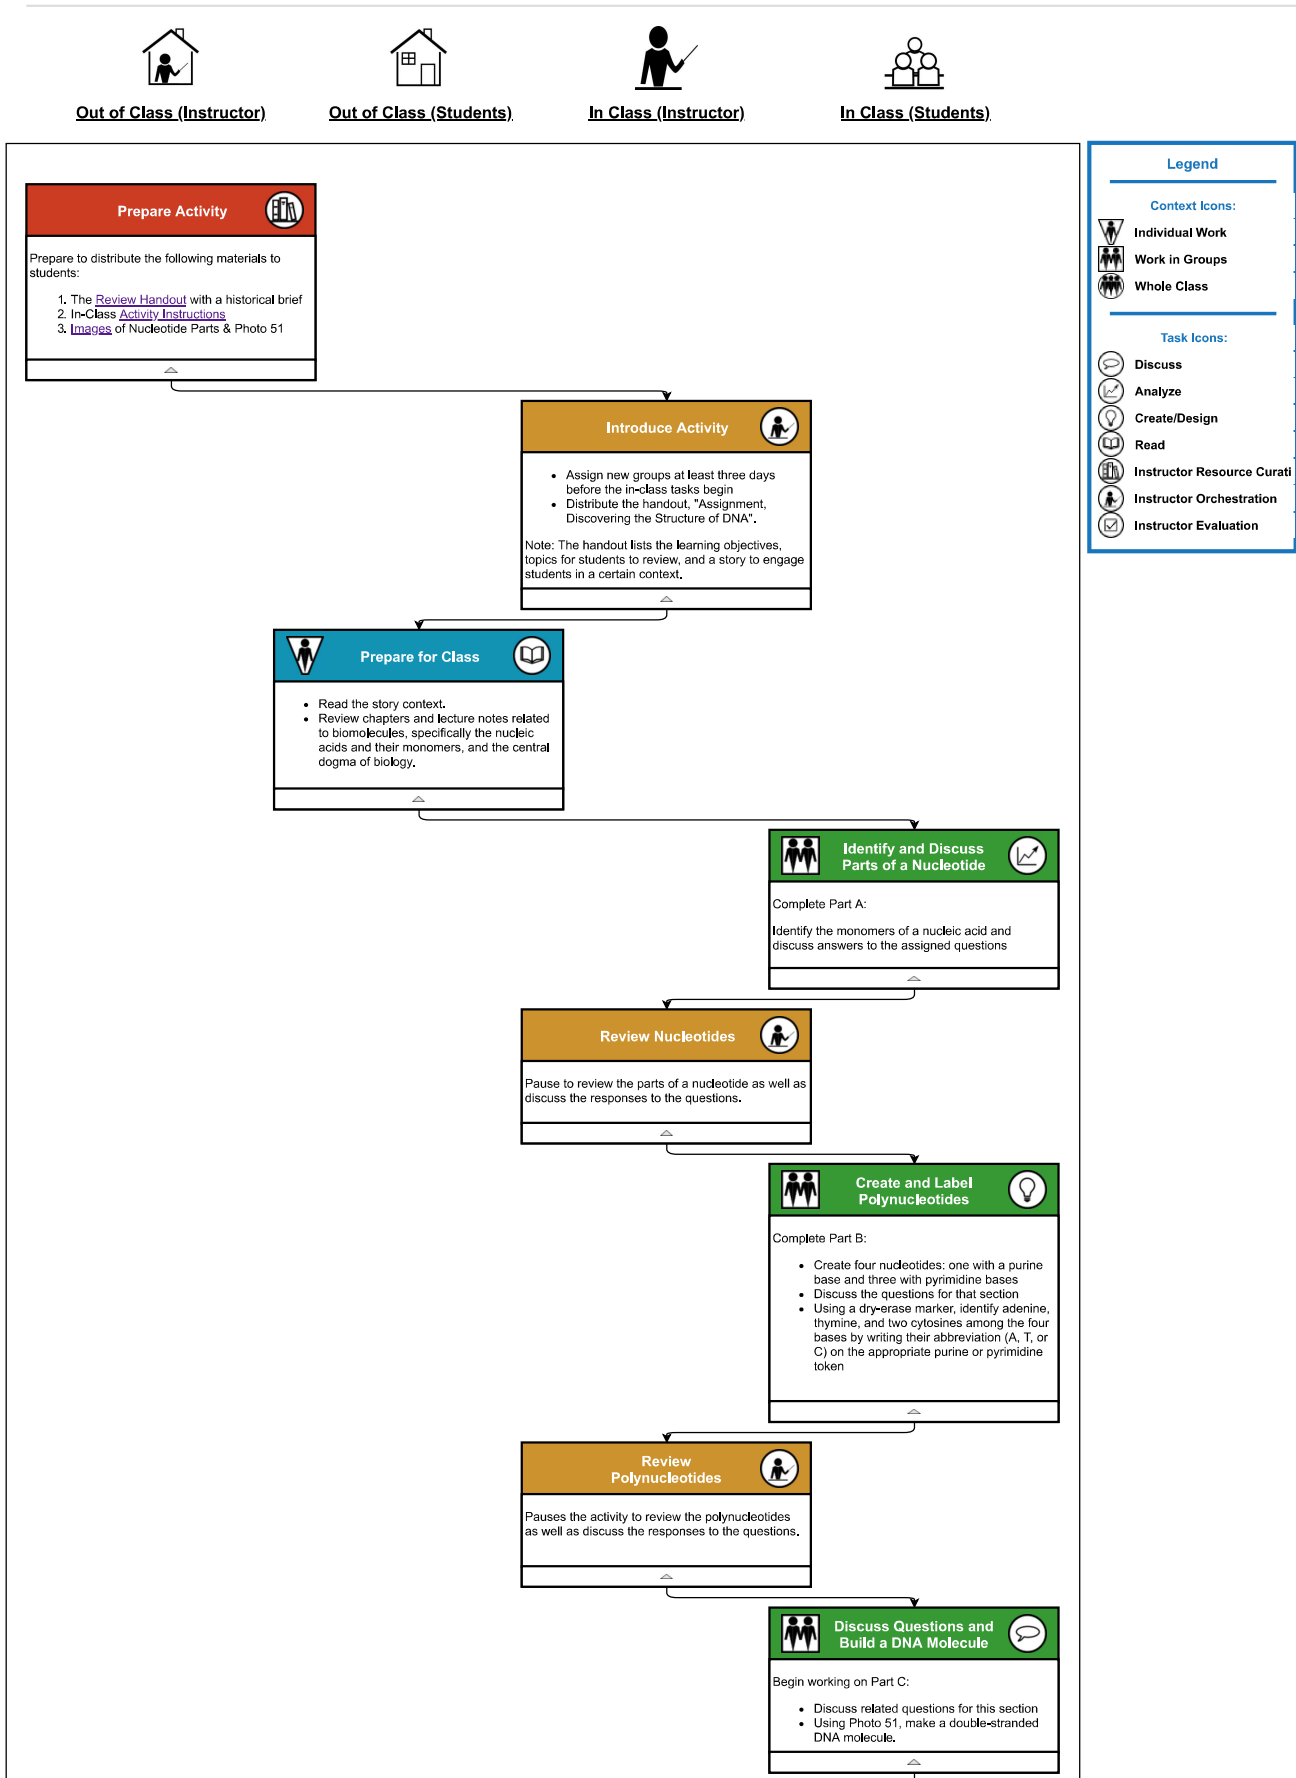 Out of Class (Instructor)
Out of Class (Students)
In Class (Instructor)
In Class (Students)
Legend
Context Icons:
Individual Work
Work in Groups
Whole Class
Task Icons:
Discuss
Analyze
Create/Design
Read
Instructor Resource Curati
Instructor Orchestration
Instructor Evaluation
Prepare Activity
Prepare to distribute the following materials to
students:
1. The Review Handout with a historical brief
2. In-Class Activity Instructions
3. Images of Nucleotide Parts & Photo 51
Introduce Activity
• Assign new groups at least three days
before the in-class tasks begin
• Distribute the handout, "Assignment,
Discovering the Structure of DNA".
Note: The handout lists the learning objectives,
topics for students to review, and a story to engage
students in a certain context.
Prepare for Class
• Read the story context.
• Review chapters and lecture notes related
to biomolecules, specifically the nucleic
acids and their monomers, and the central
dogma of biology.
Identify and Discuss
Parts of a Nucleotide
Complete Part A:
Identify the monomers of a nucleic acid and
discuss answers to the assigned questions
Review Nucleotides
Pause to review the parts of a nucleotide as well as
discuss the responses to the questions.
Create and Label
Polynucleotides
Complete Part B:
• Create four nucleotides: one with a purine
base and three with pyrimidine bases
• Discuss the questions for that section
• Using a dry-erase marker, identify adenine,
thymine, and two cytosines among the four
bases by writing their abbreviation (A, T, or
C) on the appropriate purine or pyrimidine
token
Review
Polynucleotides
Pauses the activity to review the polynucleotides
as well as discuss the responses to the questions.
Discuss Questions and
Build a DNA Molecule
Begin working on Part C:
• Discuss related questions for this section
• Using Photo 51, make a double-stranded
DNA molecule.